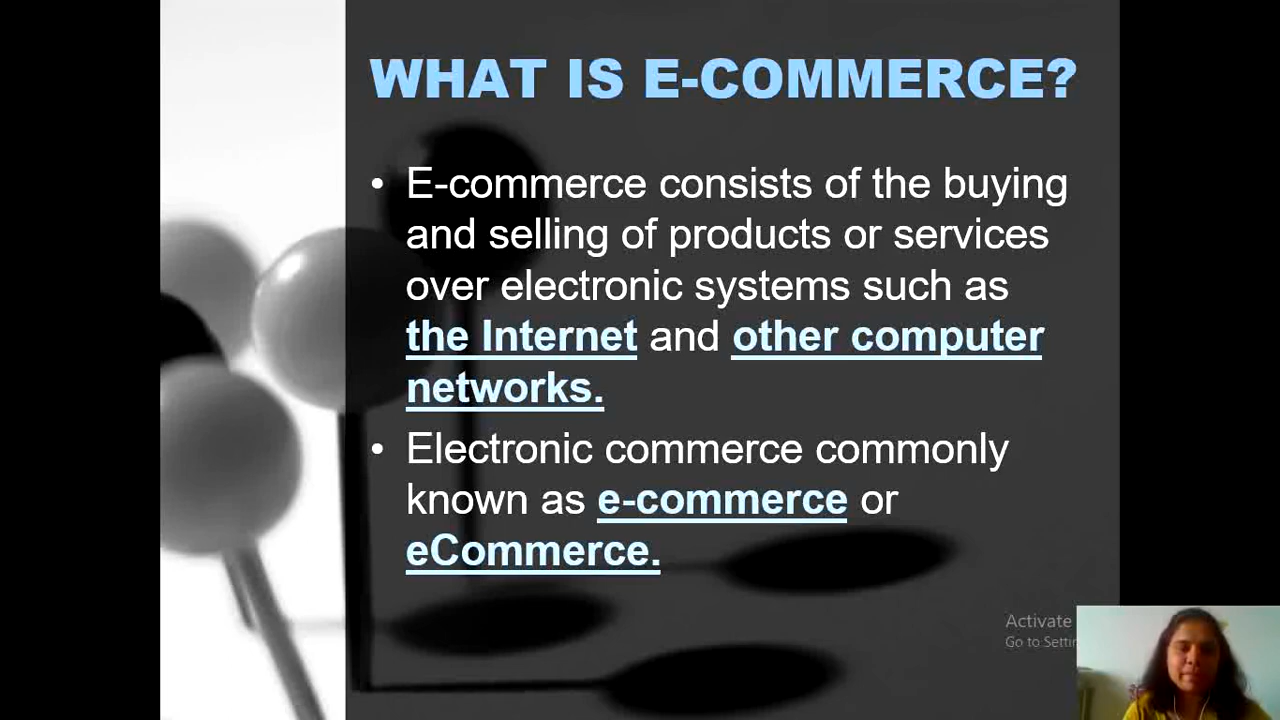 WHAT IS E-COMMERCE?
• E-commerce consists of the buying
and selling of products or services
over electronic systems such as
the Internet and other computer
networks.
• Electronic commerce commonly
known as e-commerce or
eCommerce.
Activate
Go to Settin